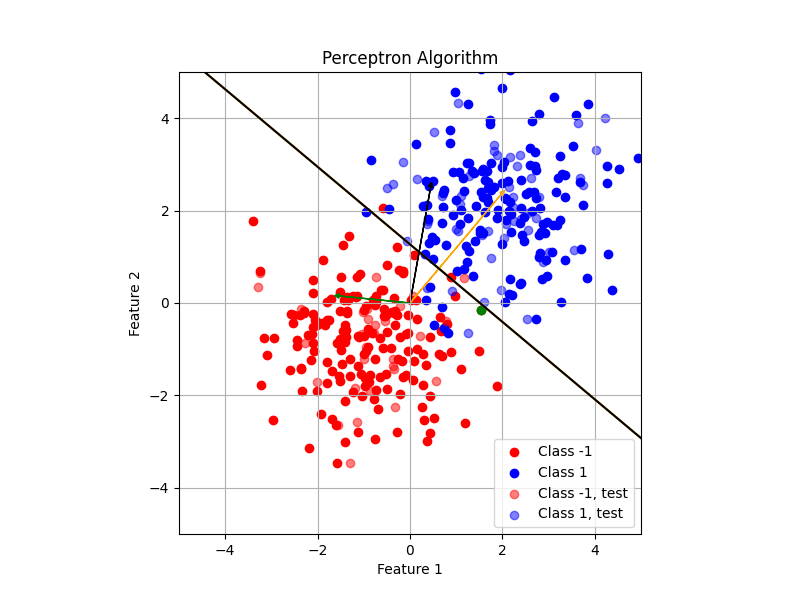 Perceptron Algorithm
Feature 2
4
2
0
−2
−4
−4
−2
0
2
4
Feature 1
Class -1
Class 1
Class -1, test
Class 1, test